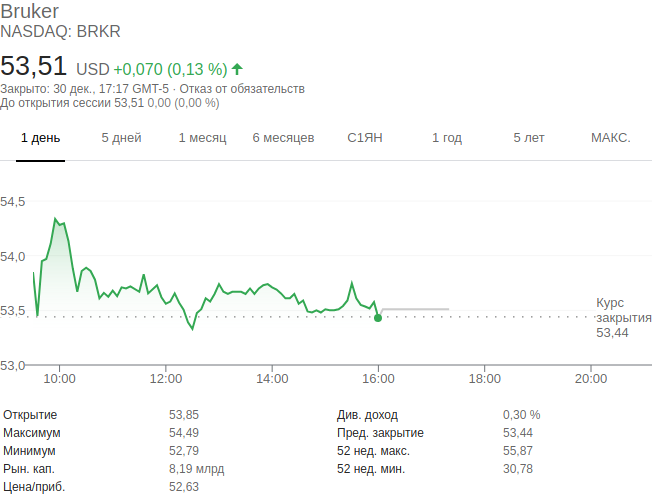 Bruker
NASDAQ: BRKR
53,51 USD +0,070 (0,13 %)
Закрыто: 30 дек., 17:17 GMT-5 · Отказ от обязательств
До открытия сессии 53,51 0,00 (0,00 %)
1 день 5 дней 1 месяц 6 месяцев С1ЯН 1 год 5 лет МАКС.
54,5
54,0
53,5
53,0
Курс
закрытия
53,44
10:00 12:00 14:00 16:00 18:00 20:00
Открытие 53,85 Див. доход 0,30 %
Максимум 54,49 Пред. закрытие 53,44
Минимум 52,79 52 нед. макс. 55,87
Рын. кап. 8,19 млрд 52 нед. мин. 30,78
Цена/приб. 52,63